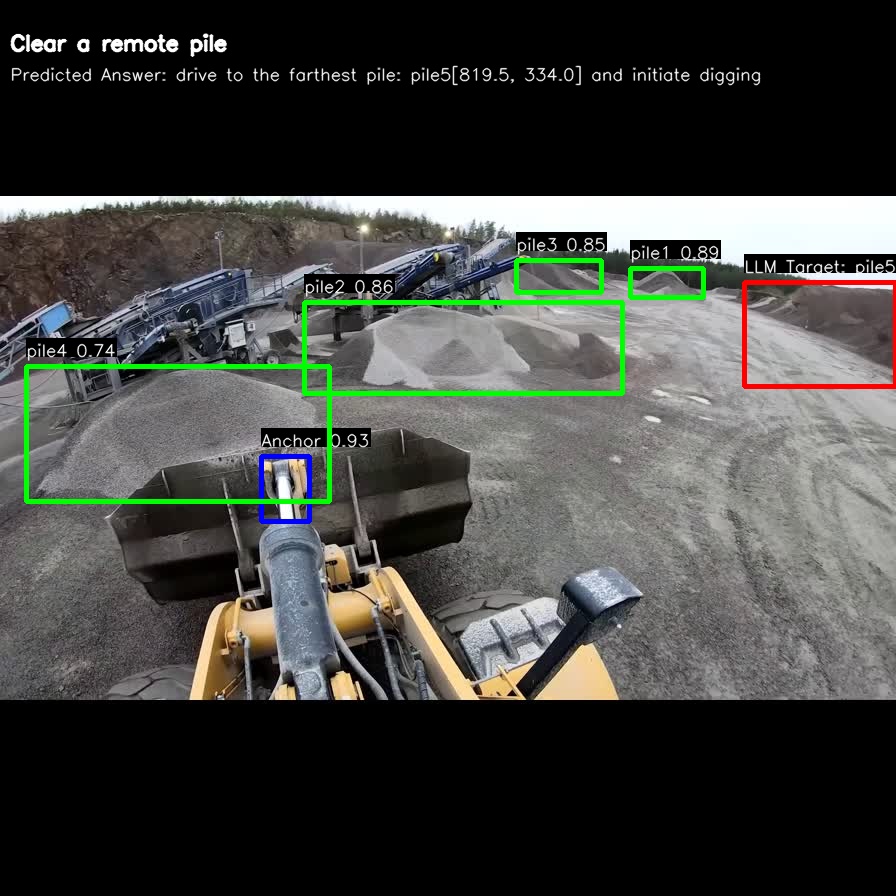 Clear a remote pile
Predicted Answer: drive to the farthest pile: pile5[819.5, 334.0] and initiate digging
pile3 0.85
pile1 0.89
LLM Target: pile5
pile2 0.86
pile4 0.74
Anchor 0.93